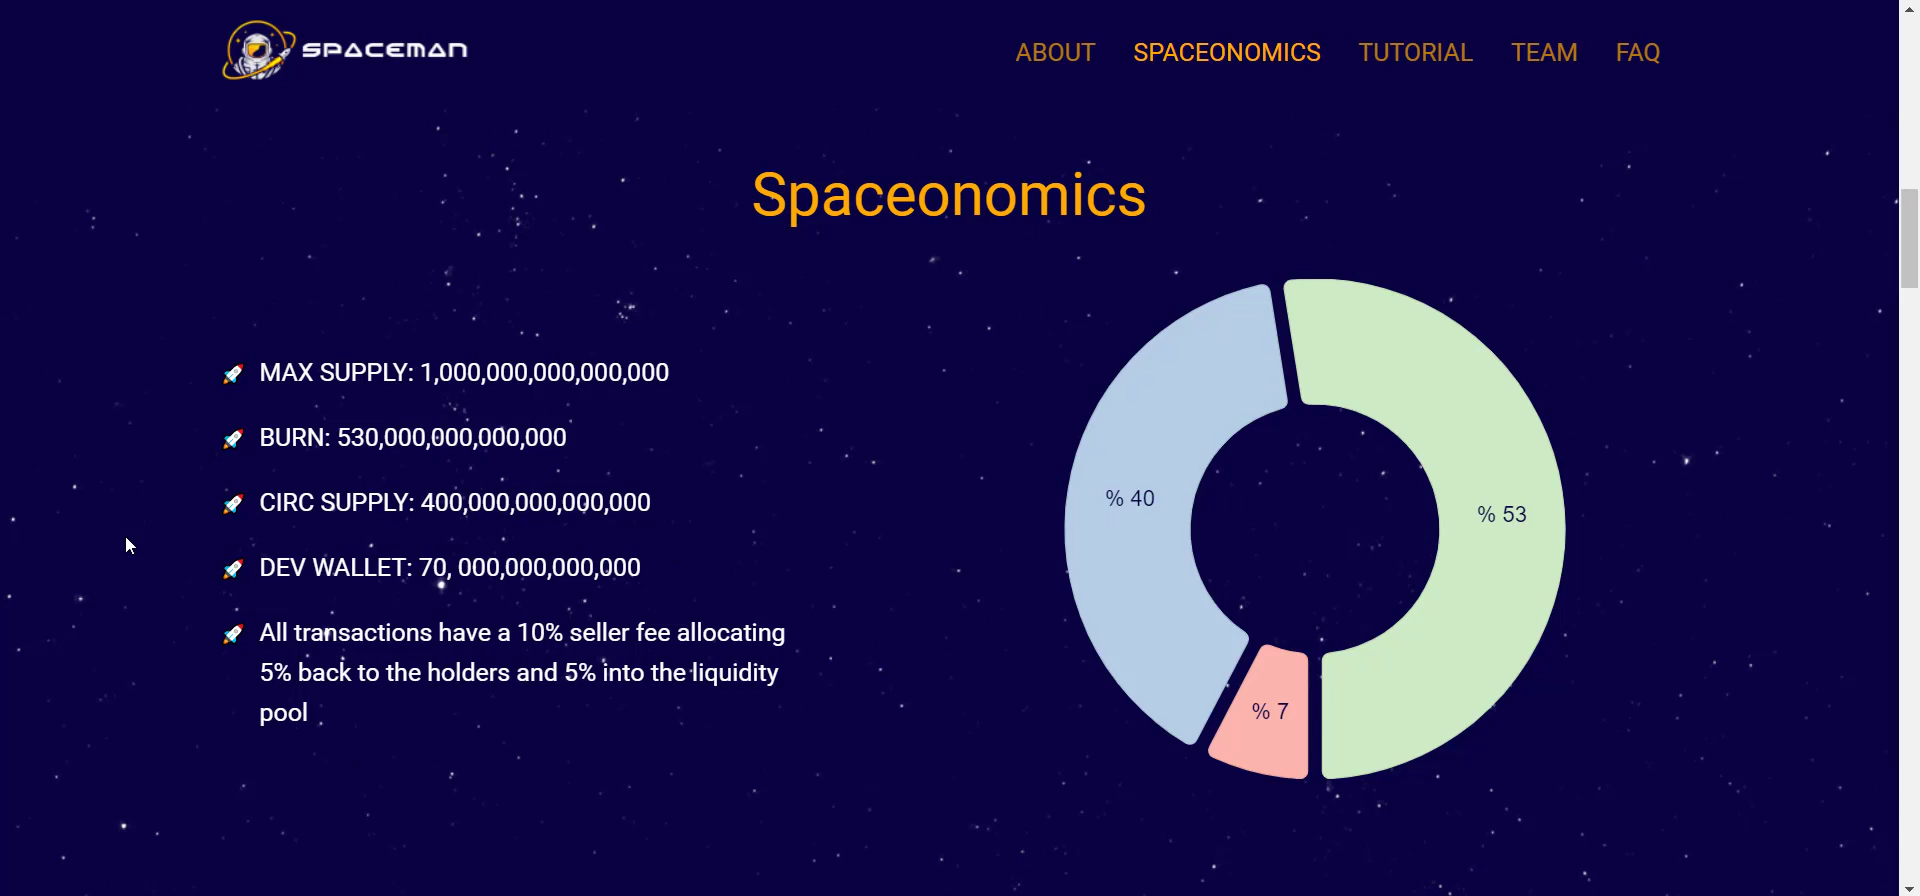 SPACEMAN
ABOUT SPACEONOMICS TUTORIAL TEAM FAQ
Spaceonomics
MAX SUPPLY: 1,000,000,000,000,000
BURN: 530,000,000,000,000
CIRC SUPPLY: 400,000,000,000,000
DEV WALLET: 70, 000,000,000,000
All transactions have a 10% seller fee allocating
5% back to the holders and 5% into the liquidity
pool
% 40
% 53
% 7